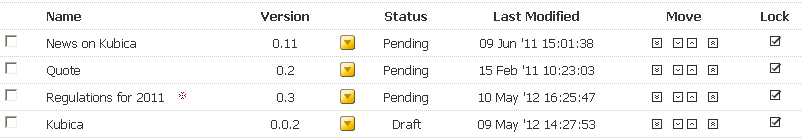 Name Version Status Last Modified Move Lock
News on Kubica 0.11 Pending 09 Jun '11 15:01:38
Quote 0.2 Pending 15 Feb '11 10:23:03
Regulations for 2011 0.3 Pending 10 May '12 16:25:47
Kubica 0.0.2 Draft 09 May '12 14:27:53